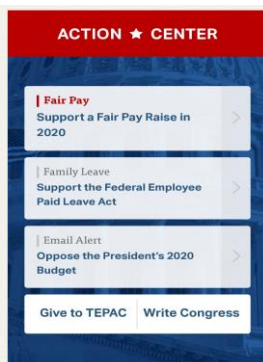 ACTION ★ CENTER
Fair Pay
Support a Fair Pay Raise in
2020
Family Leave
Support the Federal Employee
Paid Leave Act
Email Alert
Oppose the President's 2020
Budget
Give to TEPAC Write Congress